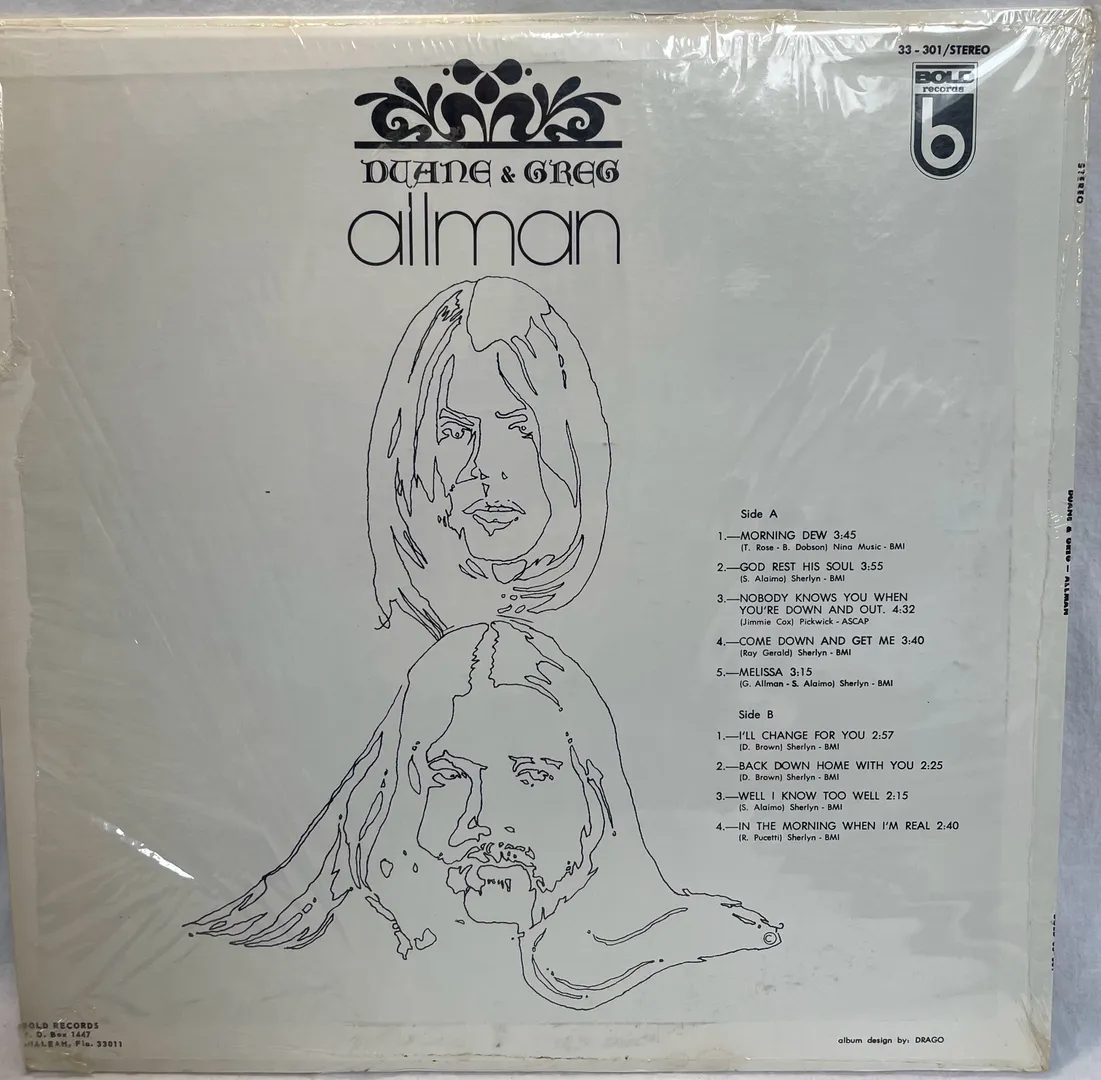 33 - 301/STEREO
BOLD
records
b
DUANE & GREG
allman
Side A
1.—MORNING DEW 3:45
(T. Rose - B. Dobson) Nina Music - BMI
2.—GOD REST HIS SOUL 3:55
(S. Alaimo) Sherlyn - BMI
3.—NOBODY KNOWS YOU WHEN
YOU'RE DOWN AND OUT. 4:32
(Jimmie Cox) Pickwick - ASCAP
4.—COME DOWN AND GET ME 3:40
(Ray Gerald) Sherlyn - BMI
5.—MELISSA 3:15
(G. Allman - S. Alaimo) Sherlyn - BMI
Side B
1.—I'LL CHANGE FOR YOU 2:57
(D. Brown) Sherlyn - BMI
2.—BACK DOWN HOME WITH YOU 2:25
(D. Brown) Sherlyn - BMI
3.—WELL I KNOW TOO WELL 2:15
(S. Alaimo) Sherlyn - BMI
4.—IN THE MORNING WHEN I'M REAL 2:40
(R. Pucetti) Sherlyn - BMI
©
BOLD RECORDS
P. O. Box 1447
HIALEAH, Fla. 33011
album design by: DRAGO
STEREO
DUANE & GREG - ALLMAN